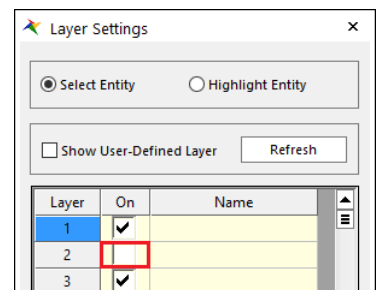 Layer Settings
Select Entity Highlight Entity
Show User-Defined Layer Refresh
Layer On Name
1
2
3